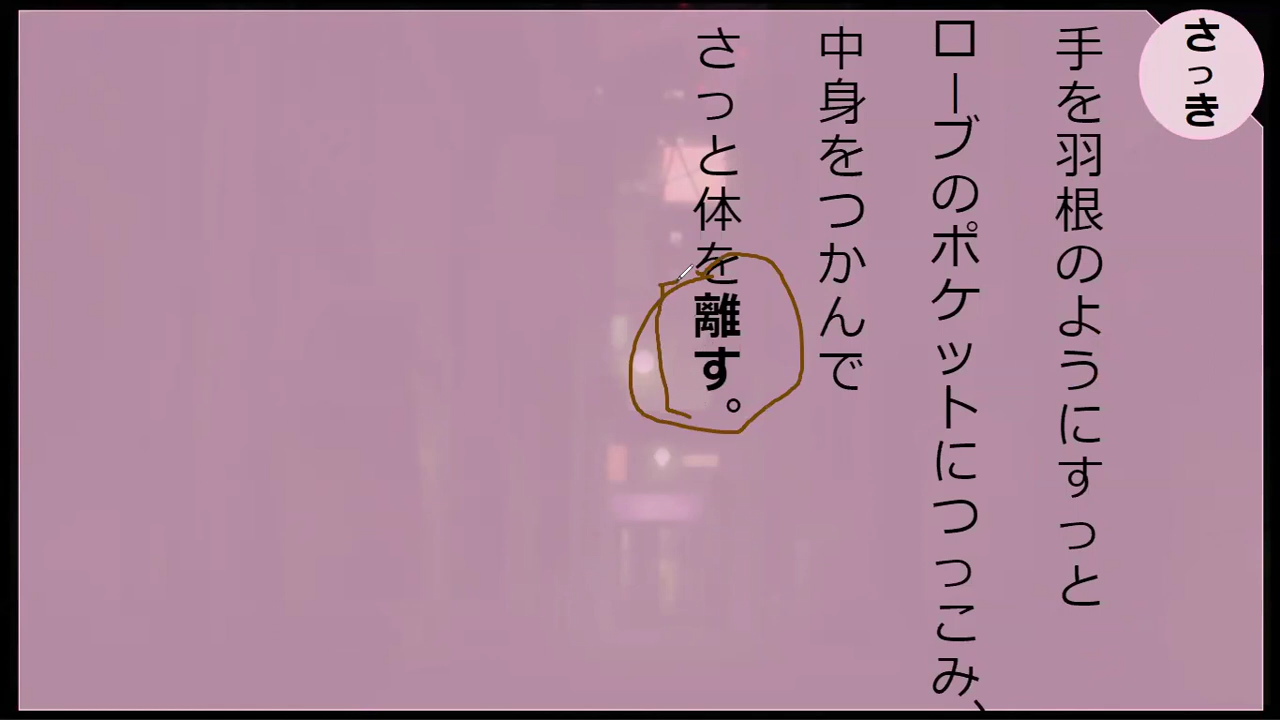 さっき
手を羽根のようにすっと
ローブのポケットにつっこみ、
中身をつかんで
さっと体を離す。